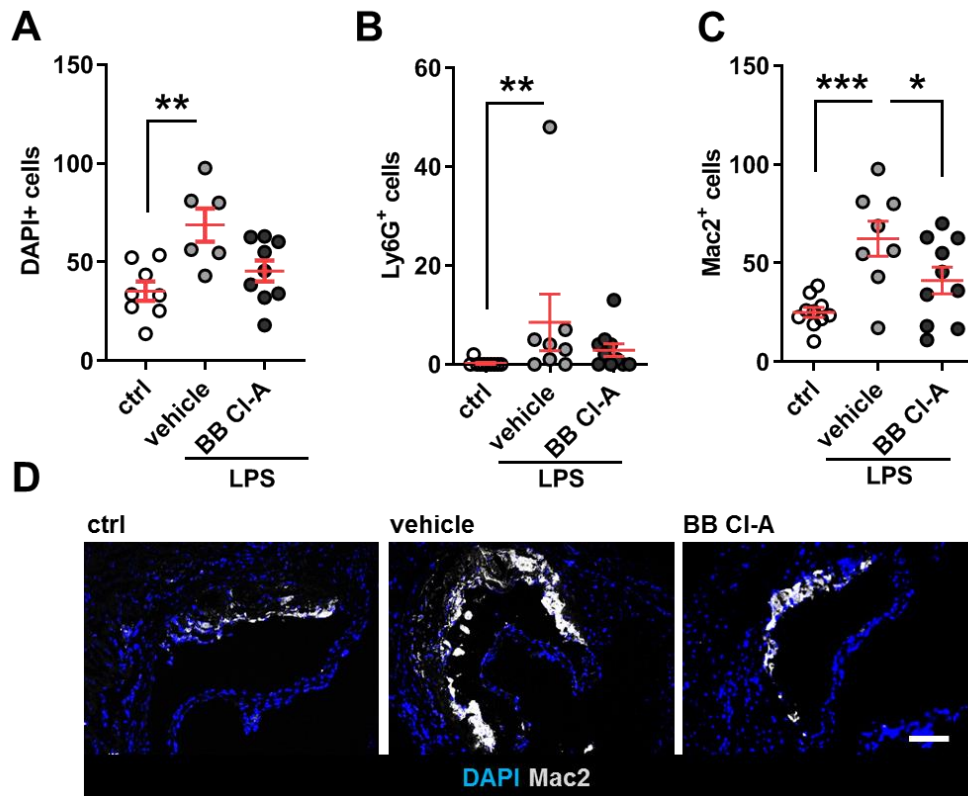 A
DAPI+ cells
150
100
50
0
**
ctrl
vehicle
BB Cl-A
LPS
B
Ly6G+ cells
60
40
20
0
**
ctrl
vehicle
BB Cl-A
LPS
C
Mac2+ cells
150
100
50
0
***
*
ctrl
vehicle
BB Cl-A
LPS
D
ctrl
vehicle
BB Cl-A
DAPI Mac2